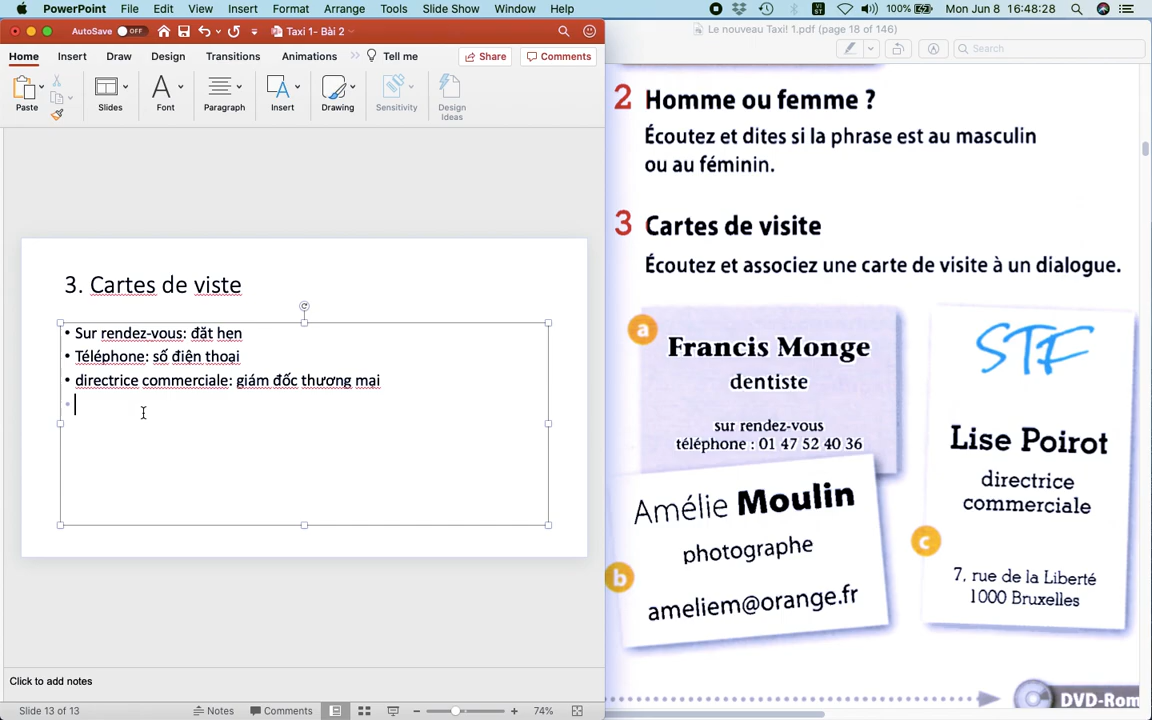 PowerPoint File Edit View Insert Format Arrange Tools Slide Show Window Help 100% Mon Jun 8 16:48:28
AutoSave OFF Taxi 1- Bài 2
Home Insert Draw Design Transitions Animations Tell me Share Comments
Paste Slides Font Paragraph Insert Drawing Sensitivity Design
Ideas
3. Cartes de viste
• Sur rendez-vous: đặt hẹn
• Téléphone: số điện thoại
• directrice commerciale: giám đốc thương mại
Click to add notes
Slide 13 of 13 Notes Comments 74%
Le nouveau Taxi! 1.pdf (page 18 of 146)
Search
2 Homme ou femme ?
Écoutez et dites si la phrase est au masculin
ou au féminin.
3 Cartes de visite
Écoutez et associez une carte de visite à un dialogue.
a
Francis Monge
dentiste
sur rendez-vous
téléphone : 01 47 52 40 36
b
Amélie Moulin
photographe
ameliem@orange.fr
c
STF
Lise Poirot
directrice
commerciale
7, rue de la Liberté
1000 Bruxelles
DVD-Rom